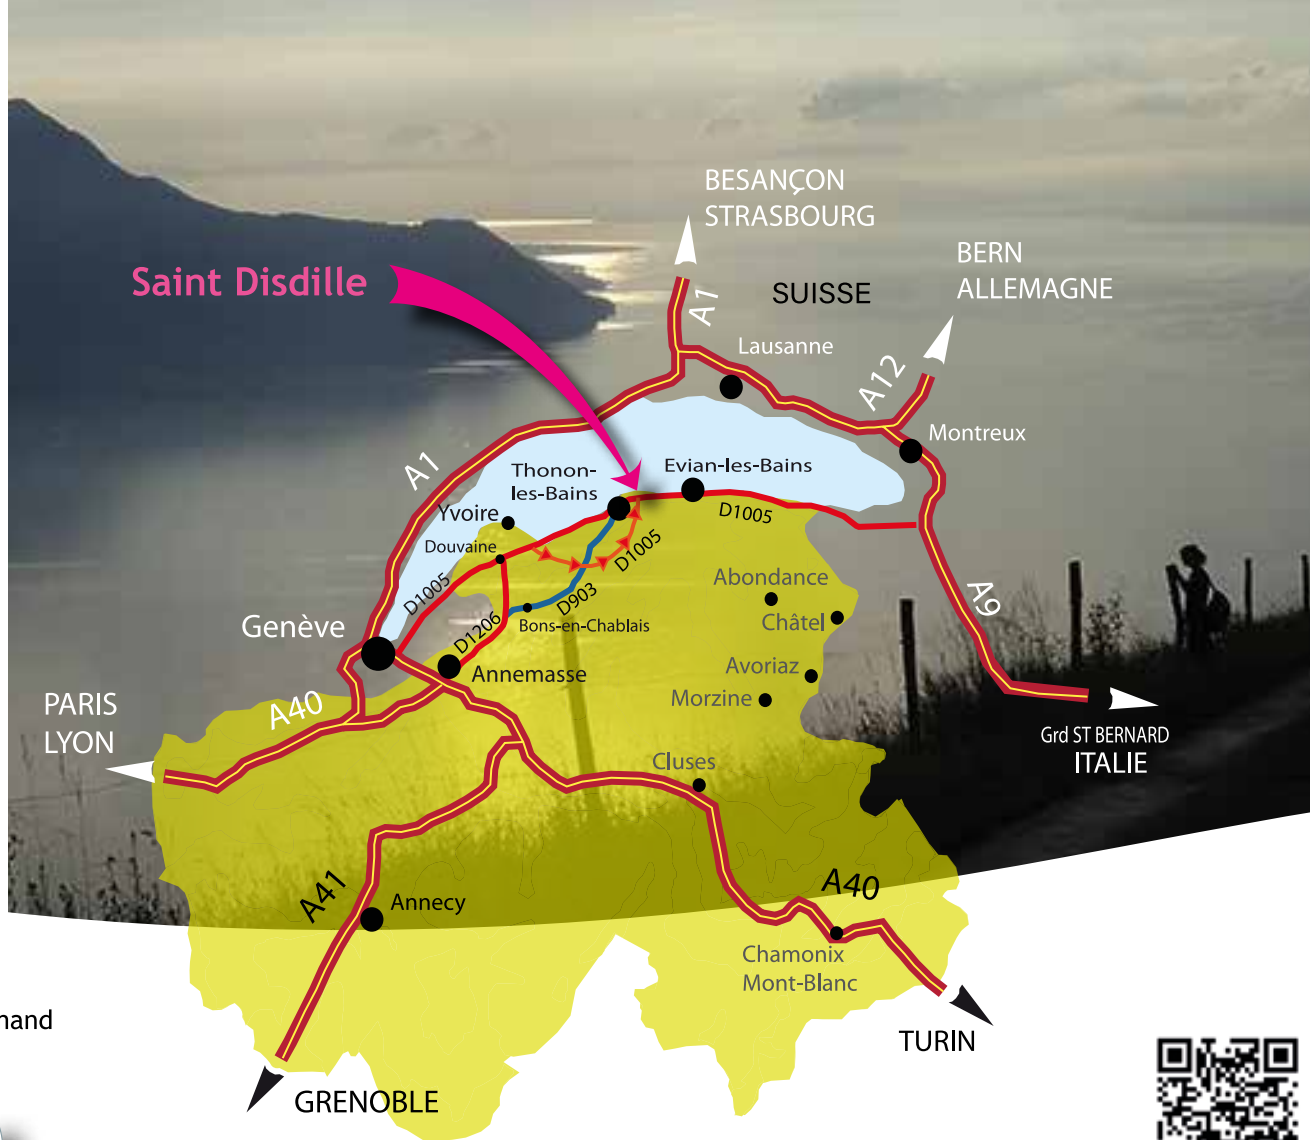 BESANÇON
STRASBOURG
BERN
ALLEMAGNE
Saint Disdille
A1
SUISSE
Lausanne
A12
Montreux
A1
Thonon-
les-Bains
Evian-les-Bains
Yvoire
D1005
Douvaine
D1005
D1005
Abondance
D903
A9
Châtel
Bons-en-Chablais
Genève
D1206
Annemasse
Avoriaz
Morzine
PARIS
LYON
A40
Grd ST BERNARD
ITALIE
Cluses
A41
A40
Annecy
Chamonix
Mont-Blanc
TURIN
GRENOBLE